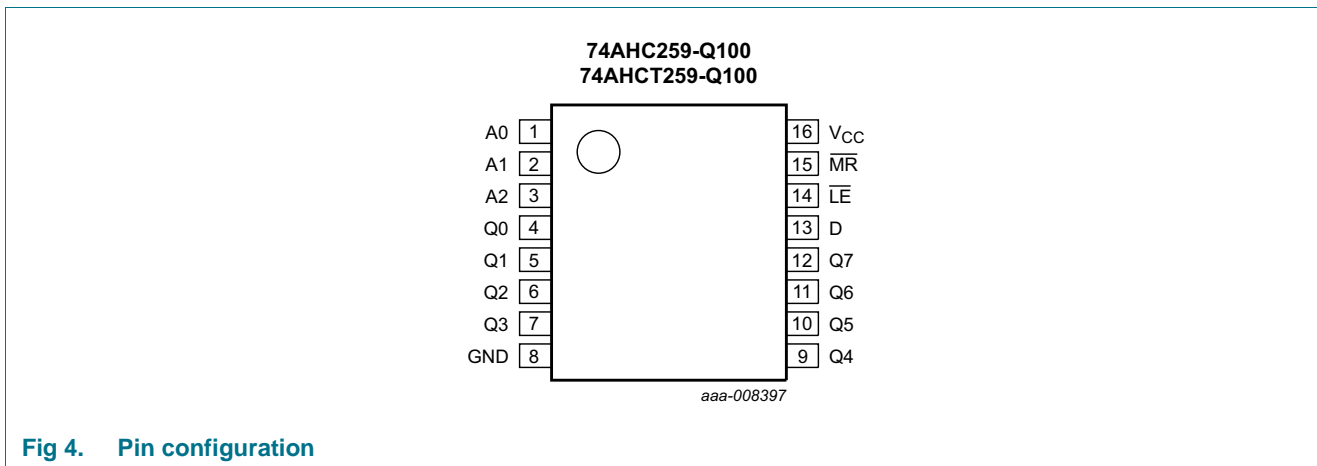 74AHC259-Q100
74AHCT259-Q100
A0 1 16 VCC
A1 2 15 MR
A2 3 14 LE
Q0 4 13 D
Q1 5 12 Q7
Q2 6 11 Q6
Q3 7 10 Q5
GND 8 9 Q4
aaa-008397
Fig 4. Pin configuration